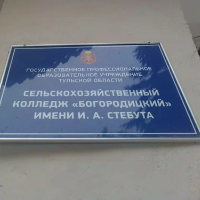 ГОСУДАРСТВЕННОЕ ПРОФЕССИОНАЛЬНОЕ
ОБРАЗОВАТЕЛЬНОЕ УЧРЕЖДЕНИЕ
ТУЛЬСКОЙ ОБЛАСТИ
СЕЛЬСКОХОЗЯЙСТВЕННЫЙ
КОЛЛЕДЖ «БОГОРОДИЦКИЙ»
ИМЕНИ И. А. СТЕБУТА